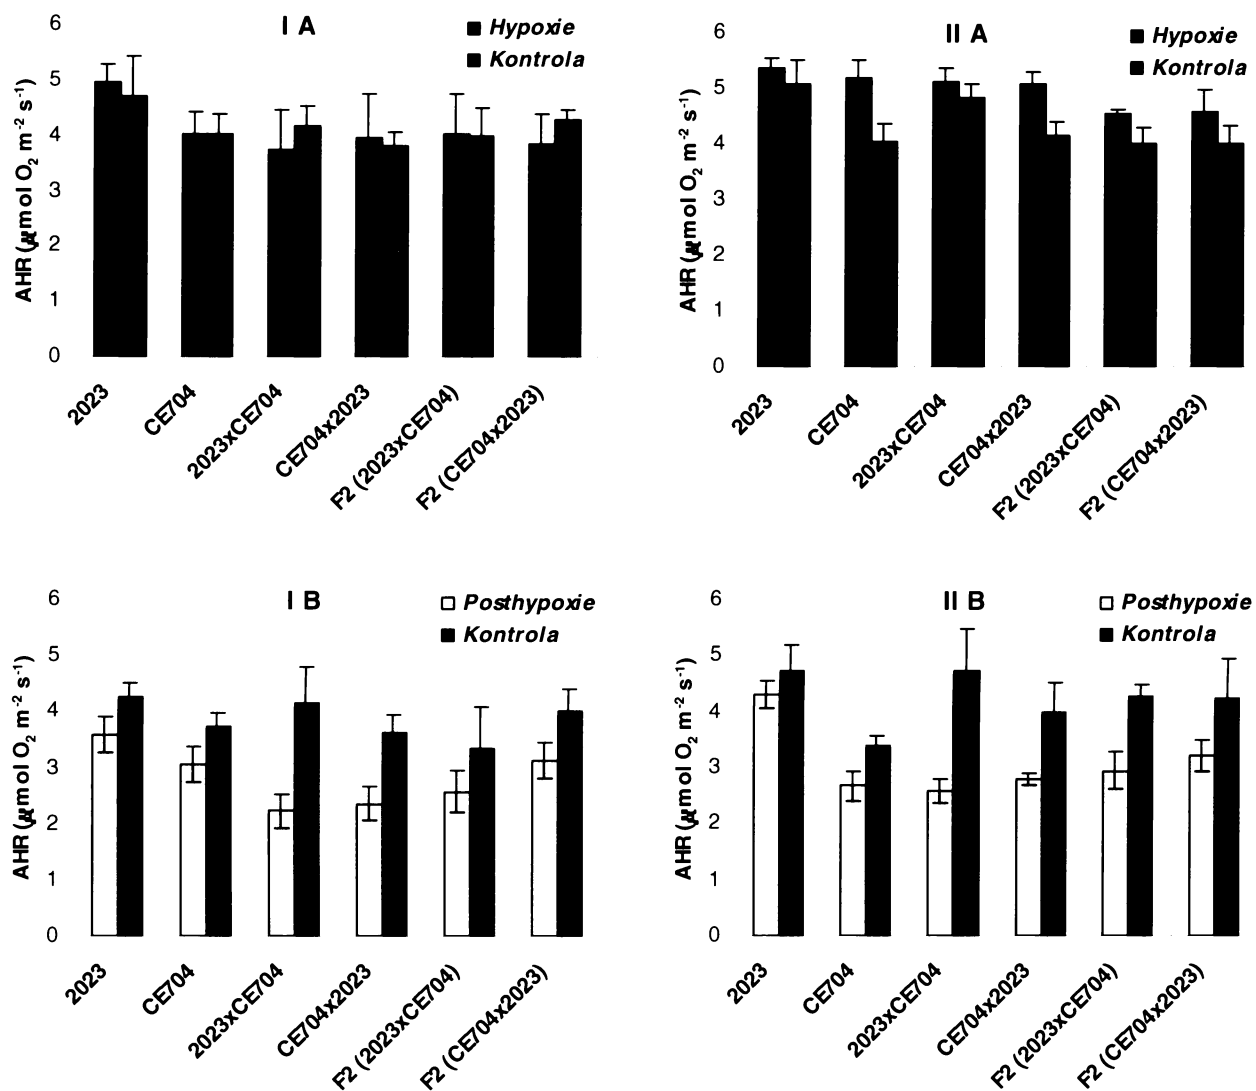 I A
Hypoxie
Kontrola
AHR (µmol O2 m-2 s-1)
6
5
4
3
2
1
0
2023
CE704
2023xCE704
CE704x2023
F2 (2023xCE704)
F2 (CE704x2023)
II A
Hypoxie
Kontrola
AHR (µmol O2 m-2 s-1)
6
5
4
3
2
1
0
2023
CE704
2023xCE704
CE704x2023
F2 (2023xCE704)
F2 (CE704x2023)
I B
Posthypoxie
Kontrola
AHR (µmol O2 m-2 s-1)
6
5
4
3
2
1
0
2023
CE704
2023xCE704
CE704x2023
F2 (2023xCE704)
F2 (CE704x2023)
II B
Posthypoxie
Kontrola
AHR (µmol O2 m-2 s-1)
6
5
4
3
2
1
0
2023
CE704
2023xCE704
CE704x2023
F2 (2023xCE704)
F2 (CE704x2023)